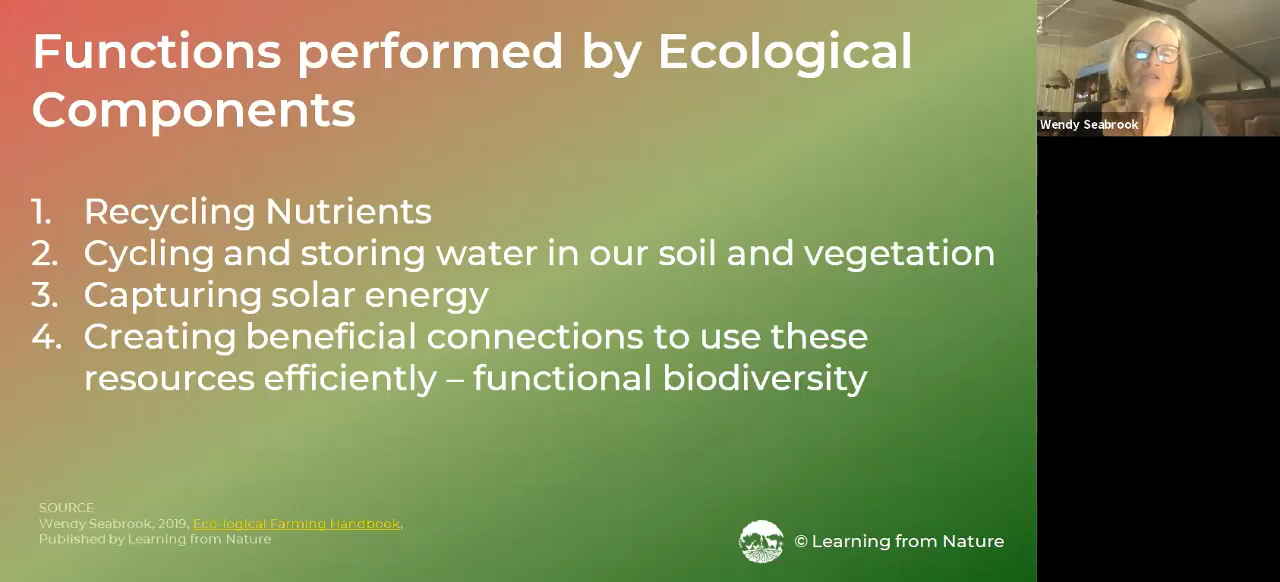 Functions performed by Ecological
Components
1. Recycling Nutrients
2. Cycling and storing water in our soil and vegetation
3. Capturing solar energy
4. Creating beneficial connections to use these
resources efficiently – functional biodiversity
SOURCE
Wendy Seabrook, 2019, Eco-logical Farming Handbook,
Published by Learning from Nature
© Learning from Nature
Wendy Seabrook